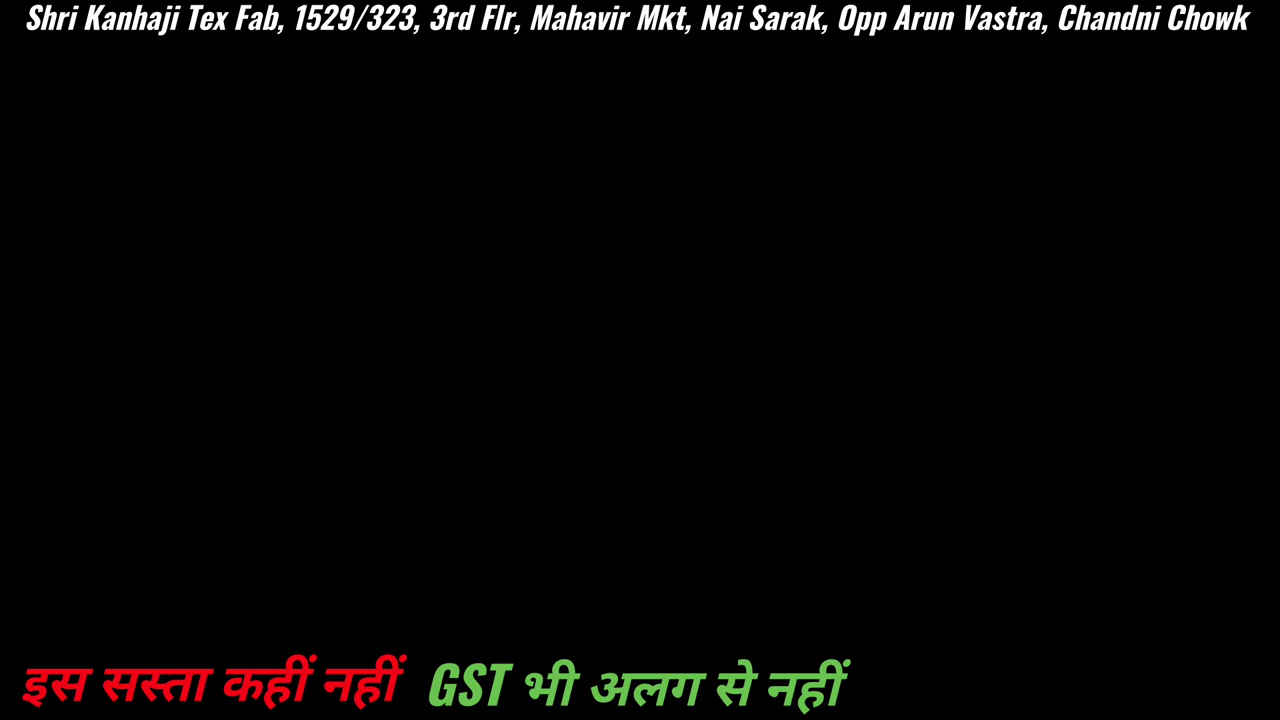 Shri Kanhaji Tex Fab, 1529/323, 3rd Flr, Mahavir Mkt, Nai Sarak, Opp Arun Vastra, Chandni Chowk
इस सस्ता कहीं नहीं GST भी अलग से नहीं